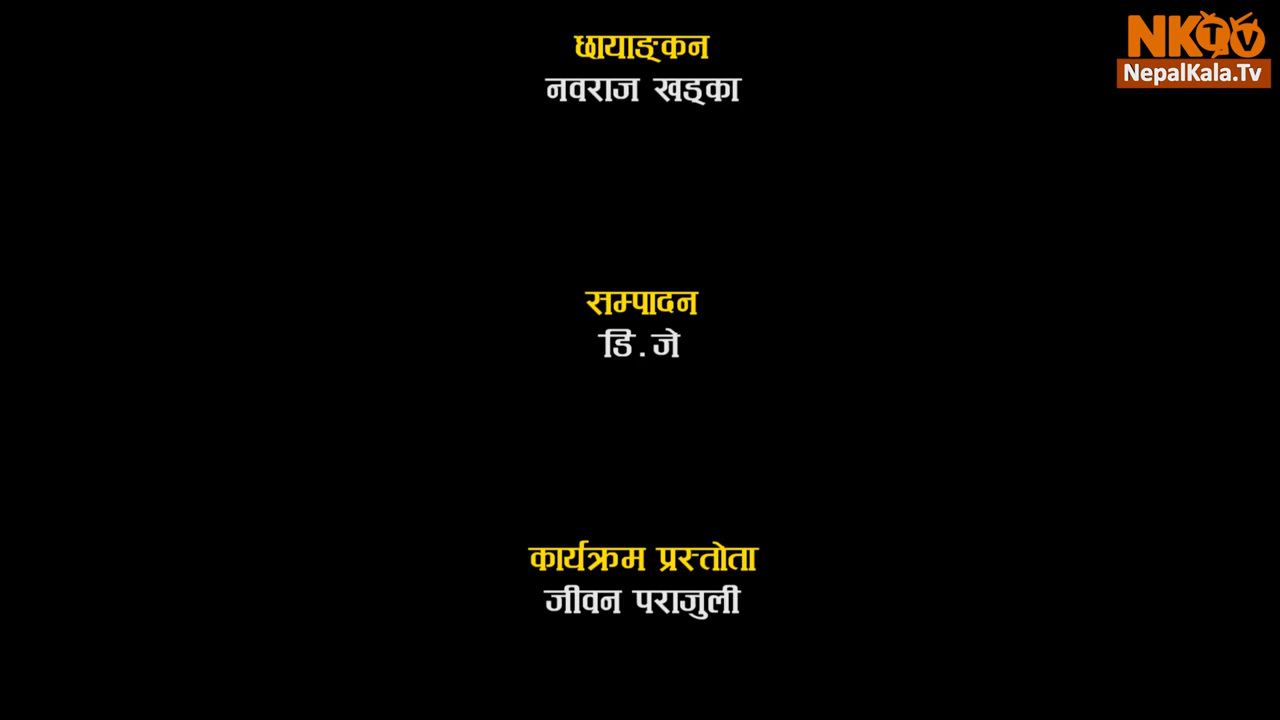 छायाङ्कन
नवराज खड्का
NKTV
NepalKala.Tv
सम्पादन
डि.जे
कार्यक्रम प्रस्तोता
जीवन पराजुली